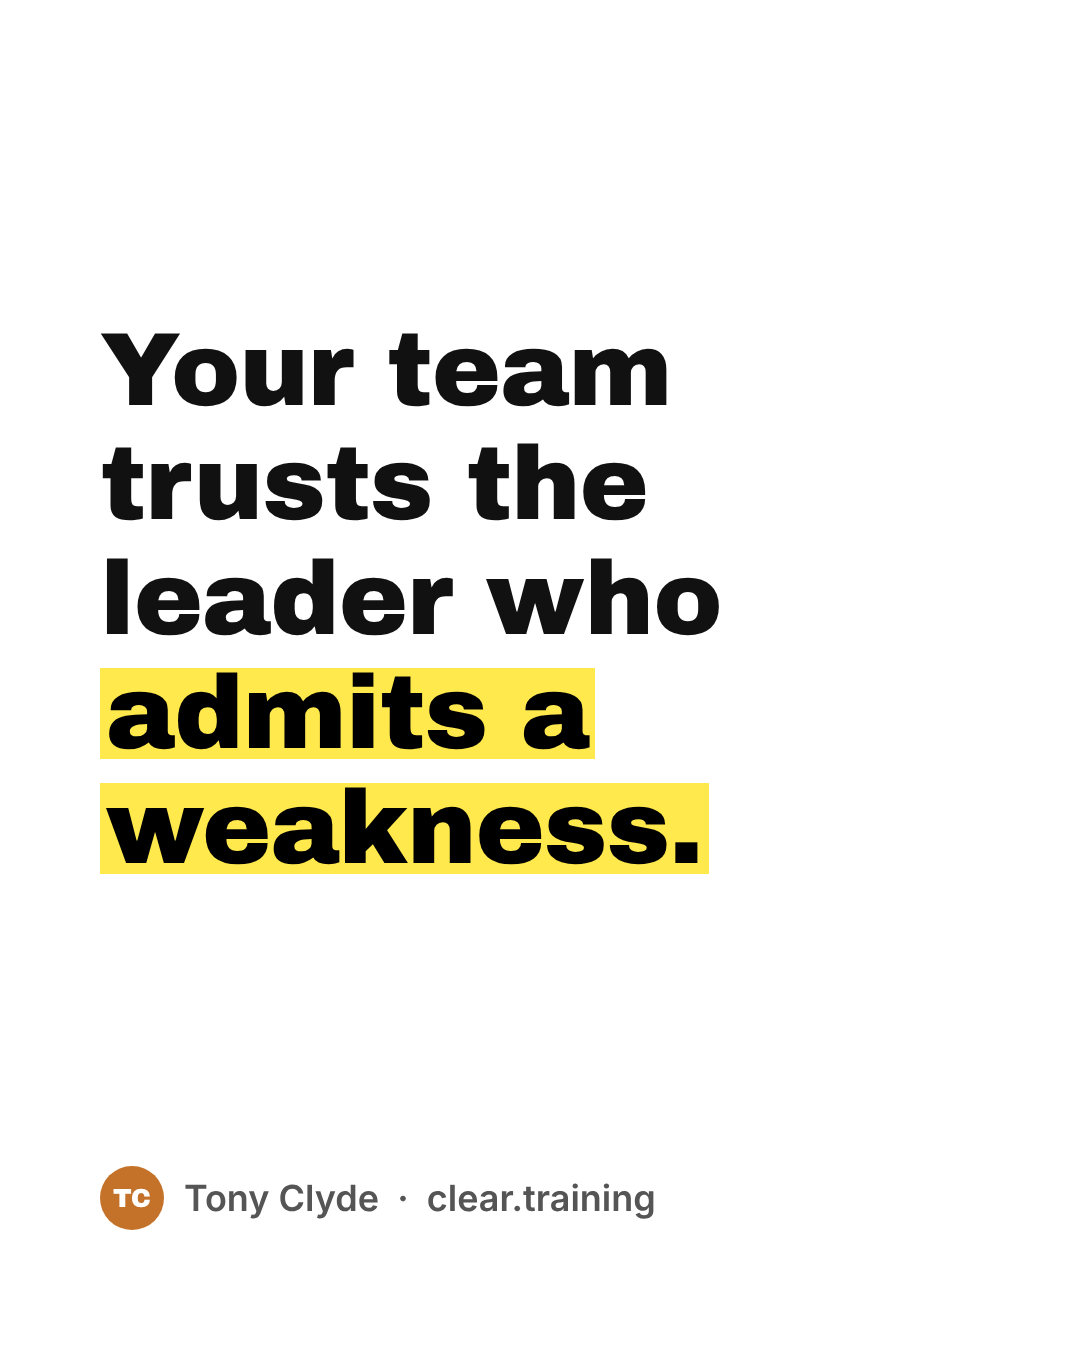 Your team
trusts the
leader who
admits a
weakness.
TC Tony Clyde · clear.training